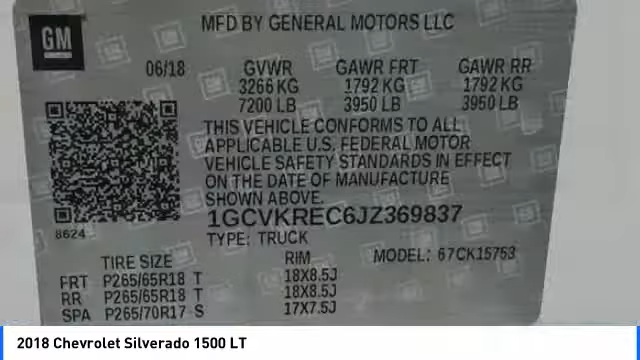 GM
MFD BY GENERAL MOTORS LLC
06/18 GVWR GAWR FRT GAWR RR
3266 KG 1792 KG 1792 KG
7200 LB 3950 LB 3950 LB
THIS VEHICLE CONFORMS TO ALL
APPLICABLE U.S. FEDERAL MOTOR
VEHICLE SAFETY STANDARDS IN EFFECT
ON THE DATE OF MANUFACTURE
SHOWN ABOVE.
1GCVKREC6JZ369837
8624
TYPE: TRUCK
MODEL: 67CK15753
TIRE SIZE RIM
FRT P265/65R18 T 18X8.5J
RR P265/65R18 T 18X8.5J
SPA P265/70R17 S 17X7.5J
2018 Chevrolet Silverado 1500 LT